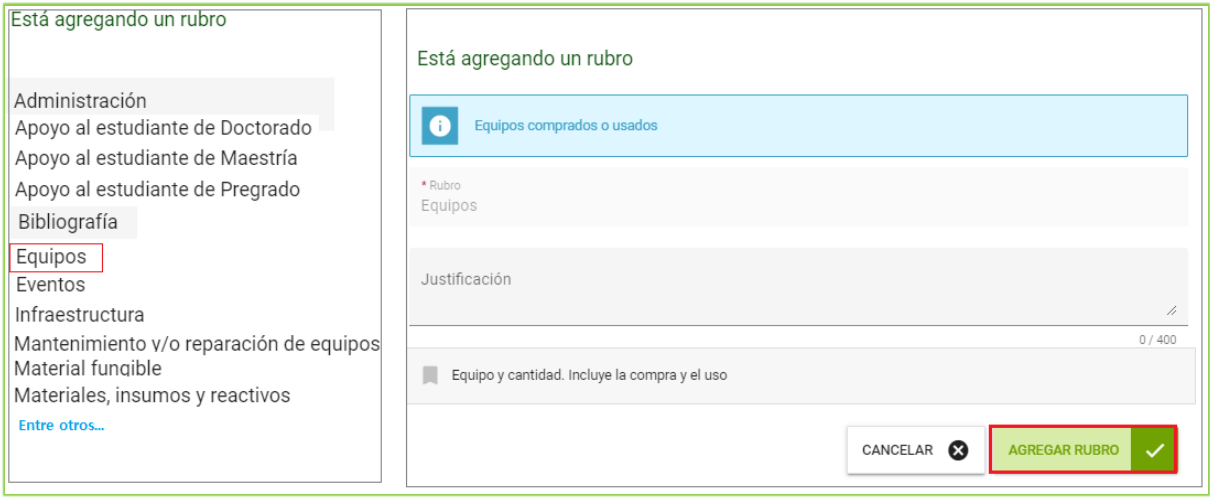 Está agregando un rubro
Administración
Apoyo al estudiante de Doctorado
Apoyo al estudiante de Maestría
Apoyo al estudiante de Pregrado
Bibliografía
Equipos
Eventos
Infraestructura
Mantenimiento y/o reparación de equipos
Material fungible
Materiales, insumos y reactivos
Entre otros...
Está agregando un rubro
Equipos comprados o usados
* Rubro
Equipos
Justificación
0 / 400
Equipo y cantidad. Incluye la compra y el uso
CANCELAR
AGREGAR RUBRO